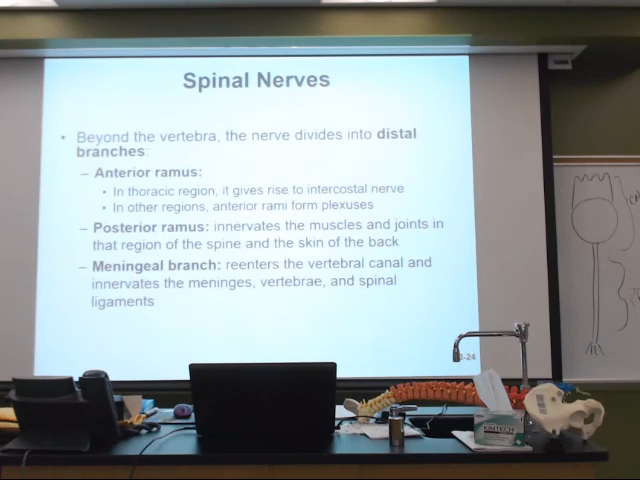 Spinal Nerves
• Beyond the vertebra, the nerve divides into distal
branches:
– Anterior ramus:
• In thoracic region, it gives rise to intercostal nerve
• In other regions, anterior rami form plexuses
– Posterior ramus: innervates the muscles and joints in
that region of the spine and the skin of the back
– Meningeal branch: reenters the vertebral canal and
innervates the meninges, vertebrae, and spinal
ligaments
-24
KIMTECH